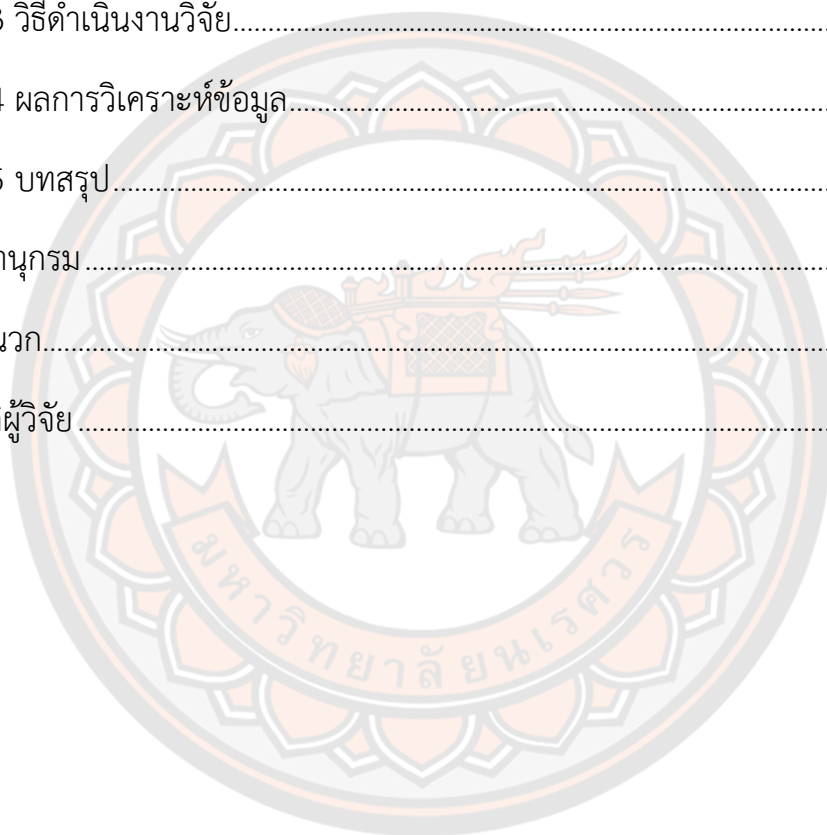 3 วิธีดำเนินงานวิจัย
4 ผลการวิเคราะห์ข้อมูล
5 บทสรุป
านุกรม
นวก
ผู้วิจัย
มหาวิทยาลัยนเรศวร